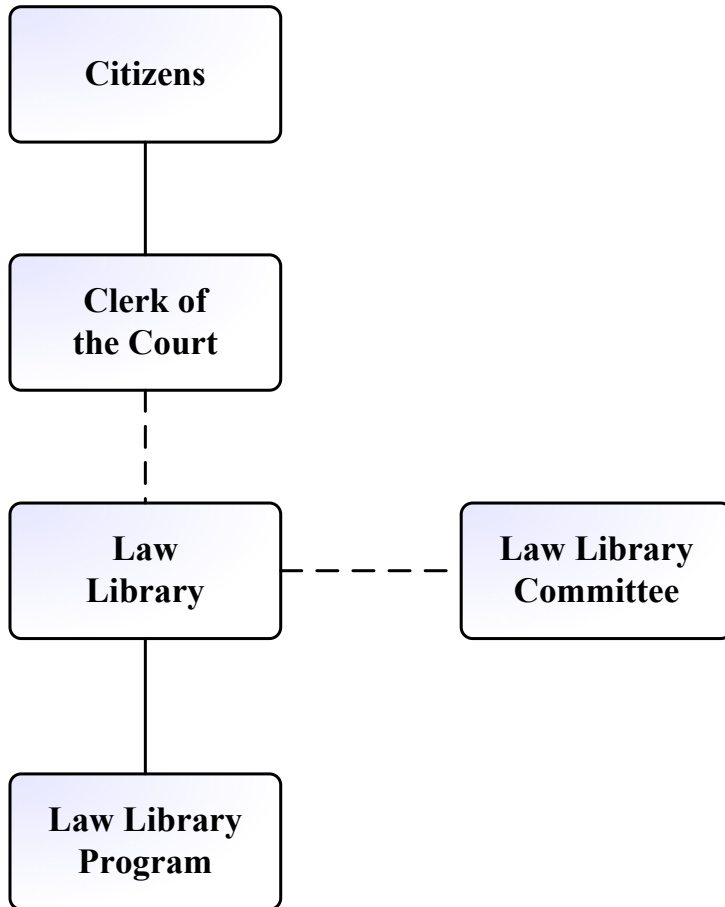 Citizens
Clerk of
the Court
Law
Library
Law Library
Committee
Law Library
Program